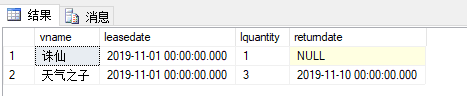 结果 消息
vname leasedate lquantity returndate
1 诛仙 2019-11-01 00:00:00.000 1 NULL
2 天气之子 2019-11-01 00:00:00.000 3 2019-11-10 00:00:00.000